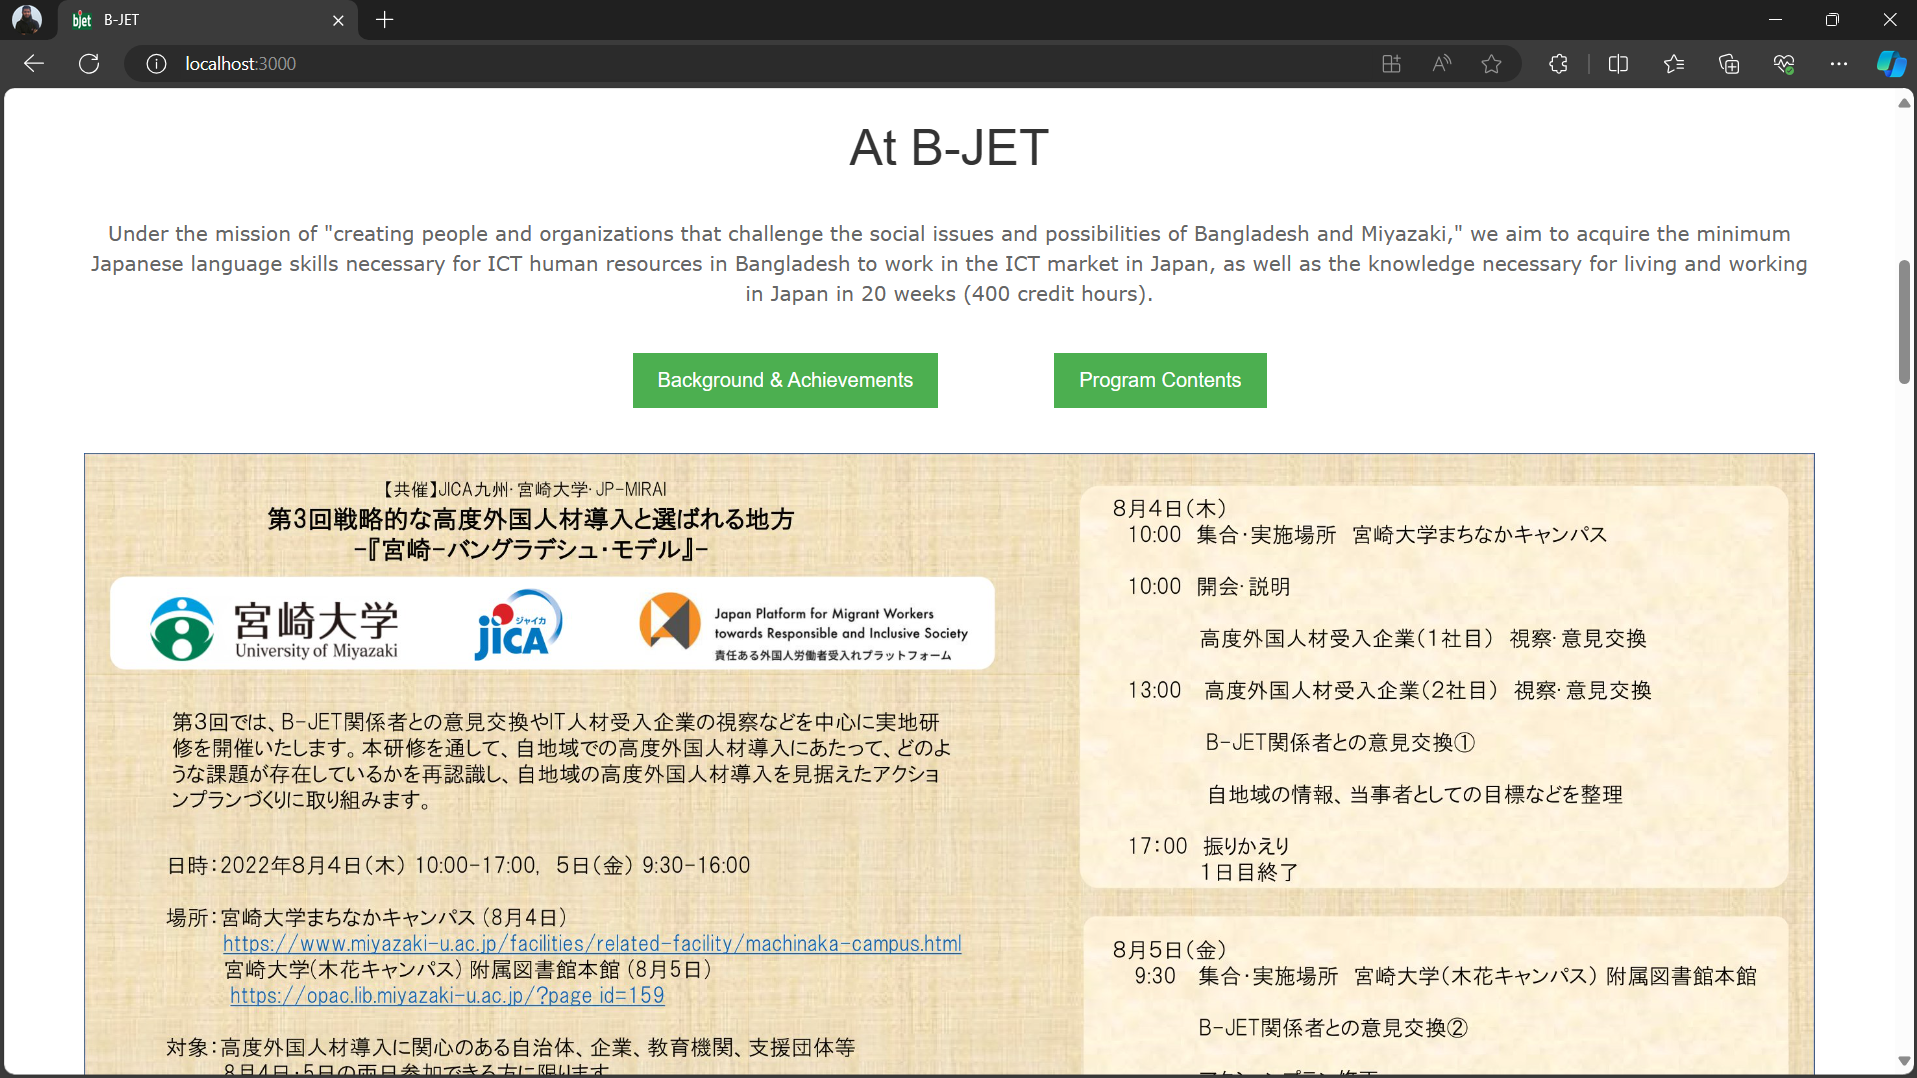 B-JET
localhost:3000
At B-JET
Under the mission of "creating people and organizations that challenge the social issues and possibilities of Bangladesh and Miyazaki," we aim to acquire the minimum
Japanese language skills necessary for ICT human resources in Bangladesh to work in the ICT market in Japan, as well as the knowledge necessary for living and working
in Japan in 20 weeks (400 credit hours).
Background & Achievements
Program Contents
【共催】JICA九州・宮崎大学・JP-MIRAI
第3回戦略的な高度外国人材導入と選ばれる地方
-『宮崎-バングラデシュ・モデル』-
宮崎大学
University of Miyazaki
ジャイカ
jICA
Japan Platform for Migrant Workers
towards Responsible and Inclusive Society
責任ある外国人労働者受入れプラットフォーム
第3回では、B-JET関係者との意見交換やIT人材受入企業の視察などを中心に実地研
修を開催いたします。本研修を通して、自地域での高度外国人材導入にあたって、どのよ
うな課題が存在しているかを再認識し、自地域の高度外国人材導入を見据えたアクショ
ンプランづくりに取り組みます。
日時：2022年8月4日(木) 10:00-17:00, 5日(金) 9:30-16:00
場所：宮崎大学まちなかキャンパス (8月4日)
https://www.miyazaki-u.ac.jp/facilities/related-facility/machinaka-campus.html
宮崎大学(木花キャンパス) 附属図書館本館 (8月5日)
https://opac.lib.miyazaki-u.ac.jp/?page_id=159
対象：高度外国人材導入に関心のある自治体、企業、教育機関、支援団体等
8月4日・5日の両日参加できる方に限ります
8月4日(木)
10:00 集合・実施場所 宮崎大学まちなかキャンパス
10:00 開会・説明
高度外国人材受入企業(1社目) 視察・意見交換
13:00 高度外国人材受入企業(2社目) 視察・意見交換
B-JET関係者との意見交換①
自地域の情報、当事者としての目標などを整理
17:00 振りかえり
1日目終了
8月5日(金)
9:30 集合・実施場所 宮崎大学(木花キャンパス) 附属図書館本館
B-JET関係者との意見交換②